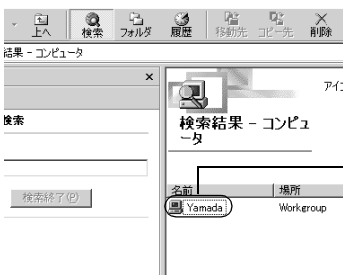 上へ 検索 フォルダ 履歴 移動先 コピー先 削除
結果 - コンピュータ
検索
検索終了(P)
アイ
検索結果 - コンピュ
ータ
名前 場所
Yamada Workgroup